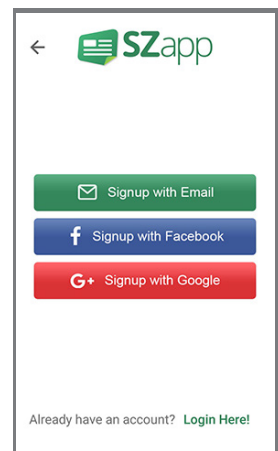 SZapp
Signup with Email
Signup with Facebook
G+ Signup with Google
Already have an account? Login Here!